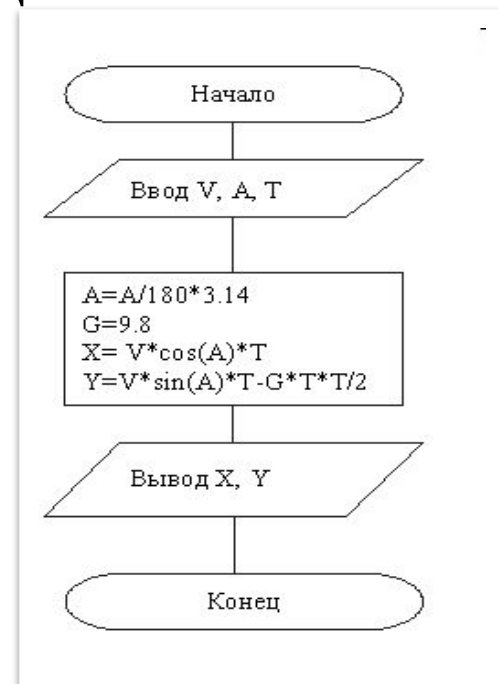 Начало
Ввод V, A, T
A=A/180*3.14
G=9.8
X= V*cos(A)*T
Y=V*sin(A)*T-G*T*T/2
Вывод X, Y
Конец